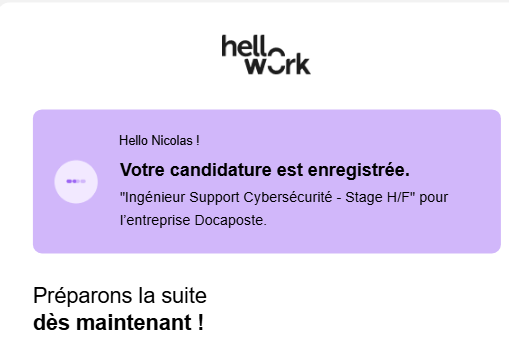 hello
work
Hello Nicolas !
Votre candidature est enregistrée.
"Ingénieur Support Cybersécurité - Stage H/F" pour
l’entreprise Docaposte.
Préparons la suite
dès maintenant !